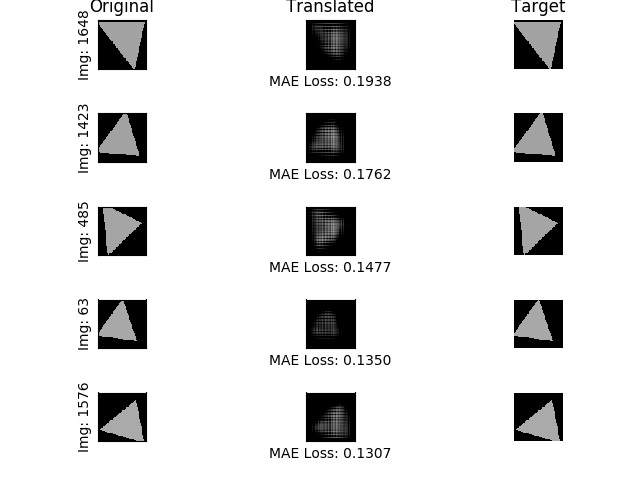 Original Translated Target
Img: 1648
MAE Loss: 0.1938
Img: 1423
MAE Loss: 0.1762
Img: 485
MAE Loss: 0.1477
Img: 63
MAE Loss: 0.1350
Img: 1576
MAE Loss: 0.1307